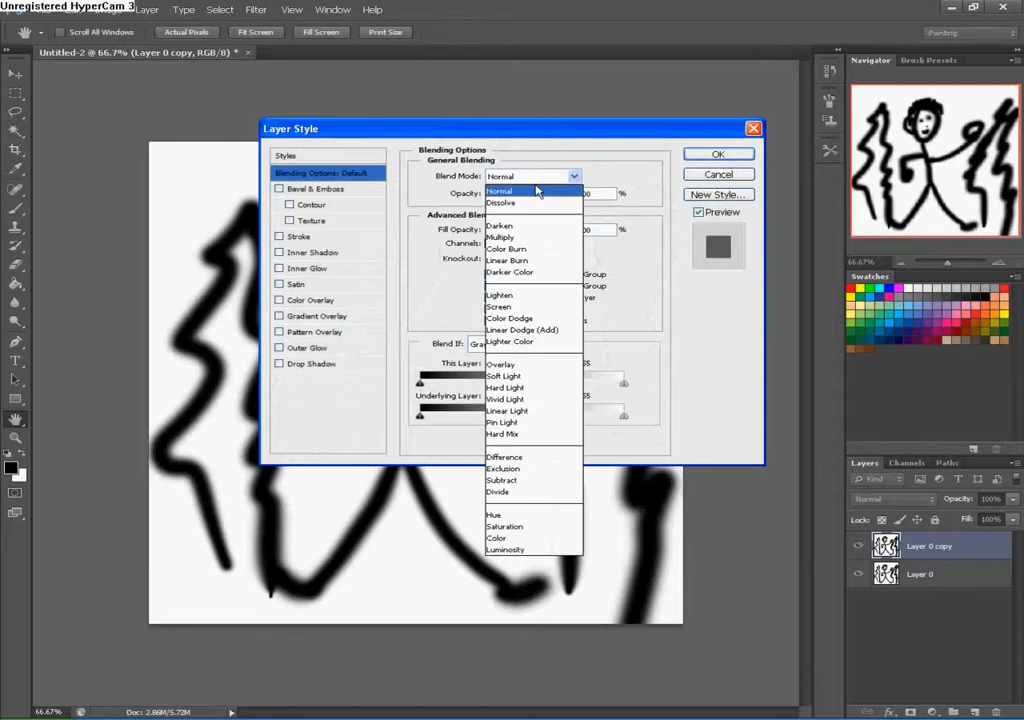 Unregistered HyperCam 3
Layer Type Select Filter View Window Help
Scroll All Windows Actual Pixels Fit Screen Fill Screen Print Size Painting
Untitled-2 @ 66.7% (Layer 0 copy, RGB/8) * ×
Navigator Brush Presets
66.67%
Swatches
Layers Channels Paths
Kind
Normal Opacity: 100%
Lock: Fill: 100%
Layer 0 copy
Layer 0
Layer Style
Styles
Blending Options: Default
Bevel & Emboss
Contour
Texture
Stroke
Inner Shadow
Inner Glow
Satin
Color Overlay
Gradient Overlay
Pattern Overlay
Outer Glow
Drop Shadow
Blending Options
General Blending
Blend Mode: Normal
Opacity: 00 %
Advanced Blen
Fill Opacity: 00 %
Channels:
Knockout:
Group
Group
yer
s
Blend If: Gra
This Layer: 55
Underlying Layer: 55
Normal
Dissolve
Darken
Multiply
Color Burn
Linear Burn
Darker Color
Lighten
Screen
Color Dodge
Linear Dodge (Add)
Lighter Color
Overlay
Soft Light
Hard Light
Vivid Light
Linear Light
Pin Light
Hard Mix
Difference
Exclusion
Subtract
Divide
Hue
Saturation
Color
Luminosity
OK
Cancel
New Style...
Preview
66.67% Doc: 2.86M/5.72M